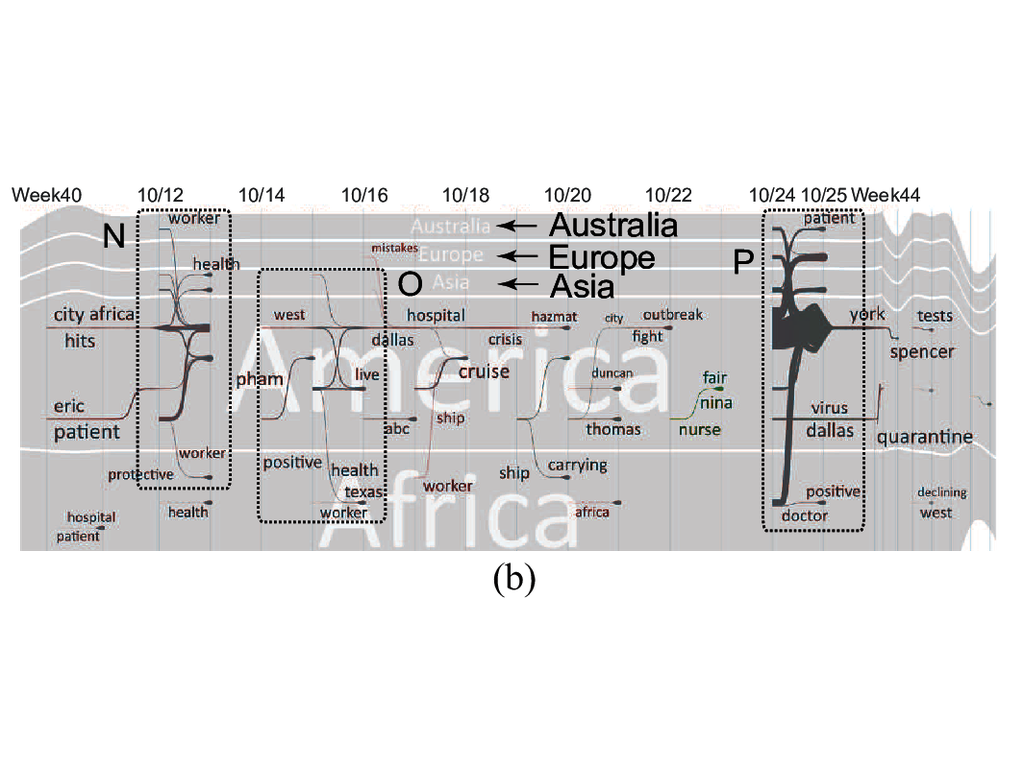 Week40 10/12 10/14 10/16 10/18 10/20 10/22 10/24 10/25 Week44
worker patient
Australia ← Australia
N
mistakes
Europe ← Europe
P
health
Asia ← Asia
O
city africa west hospital hazmat city outbreak york tests
hits dallas crisis fight spencer
America
pham live cruise duncan fair
eric nina
patient abc ship thomas nurse virus
dallas quarantine
worker positive health ship carrying
protective texas worker positive declining
health worker africa doctor west
Africa
hospital
patient
(b)